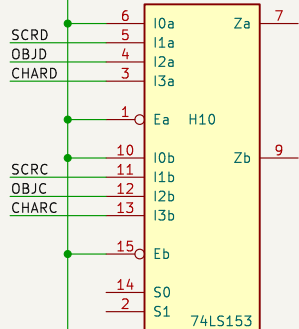 6 I0a Za 7
SCRD 5 I1a
OBJD 4 I2a
CHARD 3 I3a
1 Ea H10
10 I0b Zb 9
SCRC 11 I1b
OBJC 12 I2b
CHARC 13 I3b
15 Eb
14 S0
2 S1
74LS153